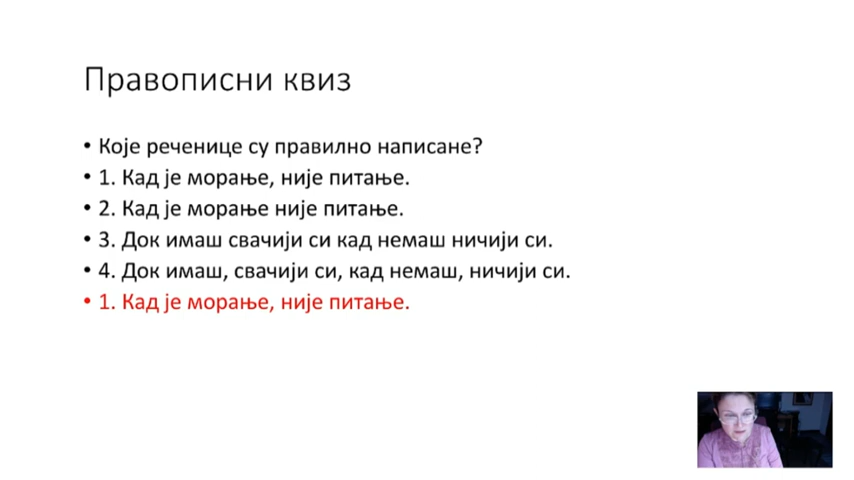 Правописни квиз
• Које реченице су правилно написане?
• 1. Кад је морање, није питање.
• 2. Кад је морање није питање.
• 3. Док имаш свачији си кад немаш ничији си.
• 4. Док имаш, свачији си, кад немаш, ничији си.
• 1. Кад је морање, није питање.